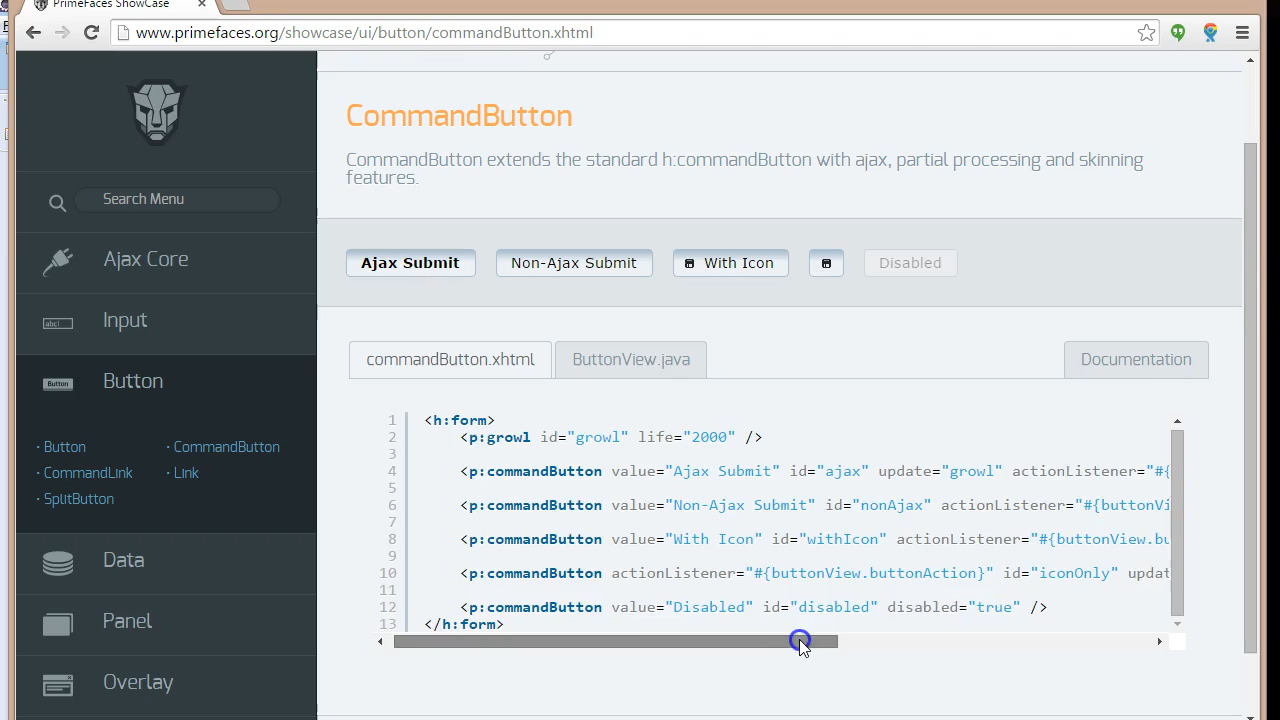 PrimeFaces ShowCase
www.primefaces.org/showcase/ui/button/commandButton.xhtml
Search Menu
Ajax Core
Input
Button
· Button
· CommandButton
· CommandLink
· Link
· SplitButton
Data
Panel
Overlay
CommandButton
CommandButton extends the standard h:commandButton with ajax, partial processing and skinning
features.
Ajax Submit
Non-Ajax Submit
With Icon
Disabled
commandButton.xhtml
ButtonView.java
Documentation
1 <h:form>
2 <p:growl id="growl" life="2000" />
3
4 <p:commandButton value="Ajax Submit" id="ajax" update="growl" actionListener="#{
5
6 <p:commandButton value="Non-Ajax Submit" id="nonAjax" actionListener="#{buttonVi
7
8 <p:commandButton value="With Icon" id="withIcon" actionListener="#{buttonView.bu
9
10 <p:commandButton actionListener="#{buttonView.buttonAction}" id="iconOnly" updat
11
12 <p:commandButton value="Disabled" id="disabled" disabled="true" />
13 </h:form>